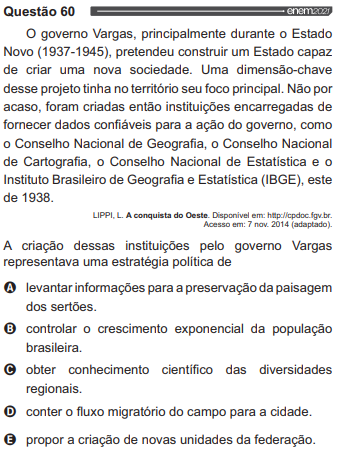 Questão 60 enem2021
O governo Vargas, principalmente durante o Estado
Novo (1937-1945), pretendeu construir um Estado capaz
de criar uma nova sociedade. Uma dimensão-chave
desse projeto tinha no território seu foco principal. Não por
acaso, foram criadas então instituições encarregadas de
fornecer dados confiáveis para a ação do governo, como
o Conselho Nacional de Geografia, o Conselho Nacional
de Cartografia, o Conselho Nacional de Estatística e o
Instituto Brasileiro de Geografia e Estatística (IBGE), este
de 1938.
LIPPI, L. A conquista do Oeste. Disponível em: http://cpdoc.fgv.br.
Acesso em: 7 nov. 2014 (adaptado).
A criação dessas instituições pelo governo Vargas
representava uma estratégia política de
A levantar informações para a preservação da paisagem
dos sertões.
B controlar o crescimento exponencial da população
brasileira.
C obter conhecimento científico das diversidades
regionais.
D conter o fluxo migratório do campo para a cidade.
E propor a criação de novas unidades da federação.